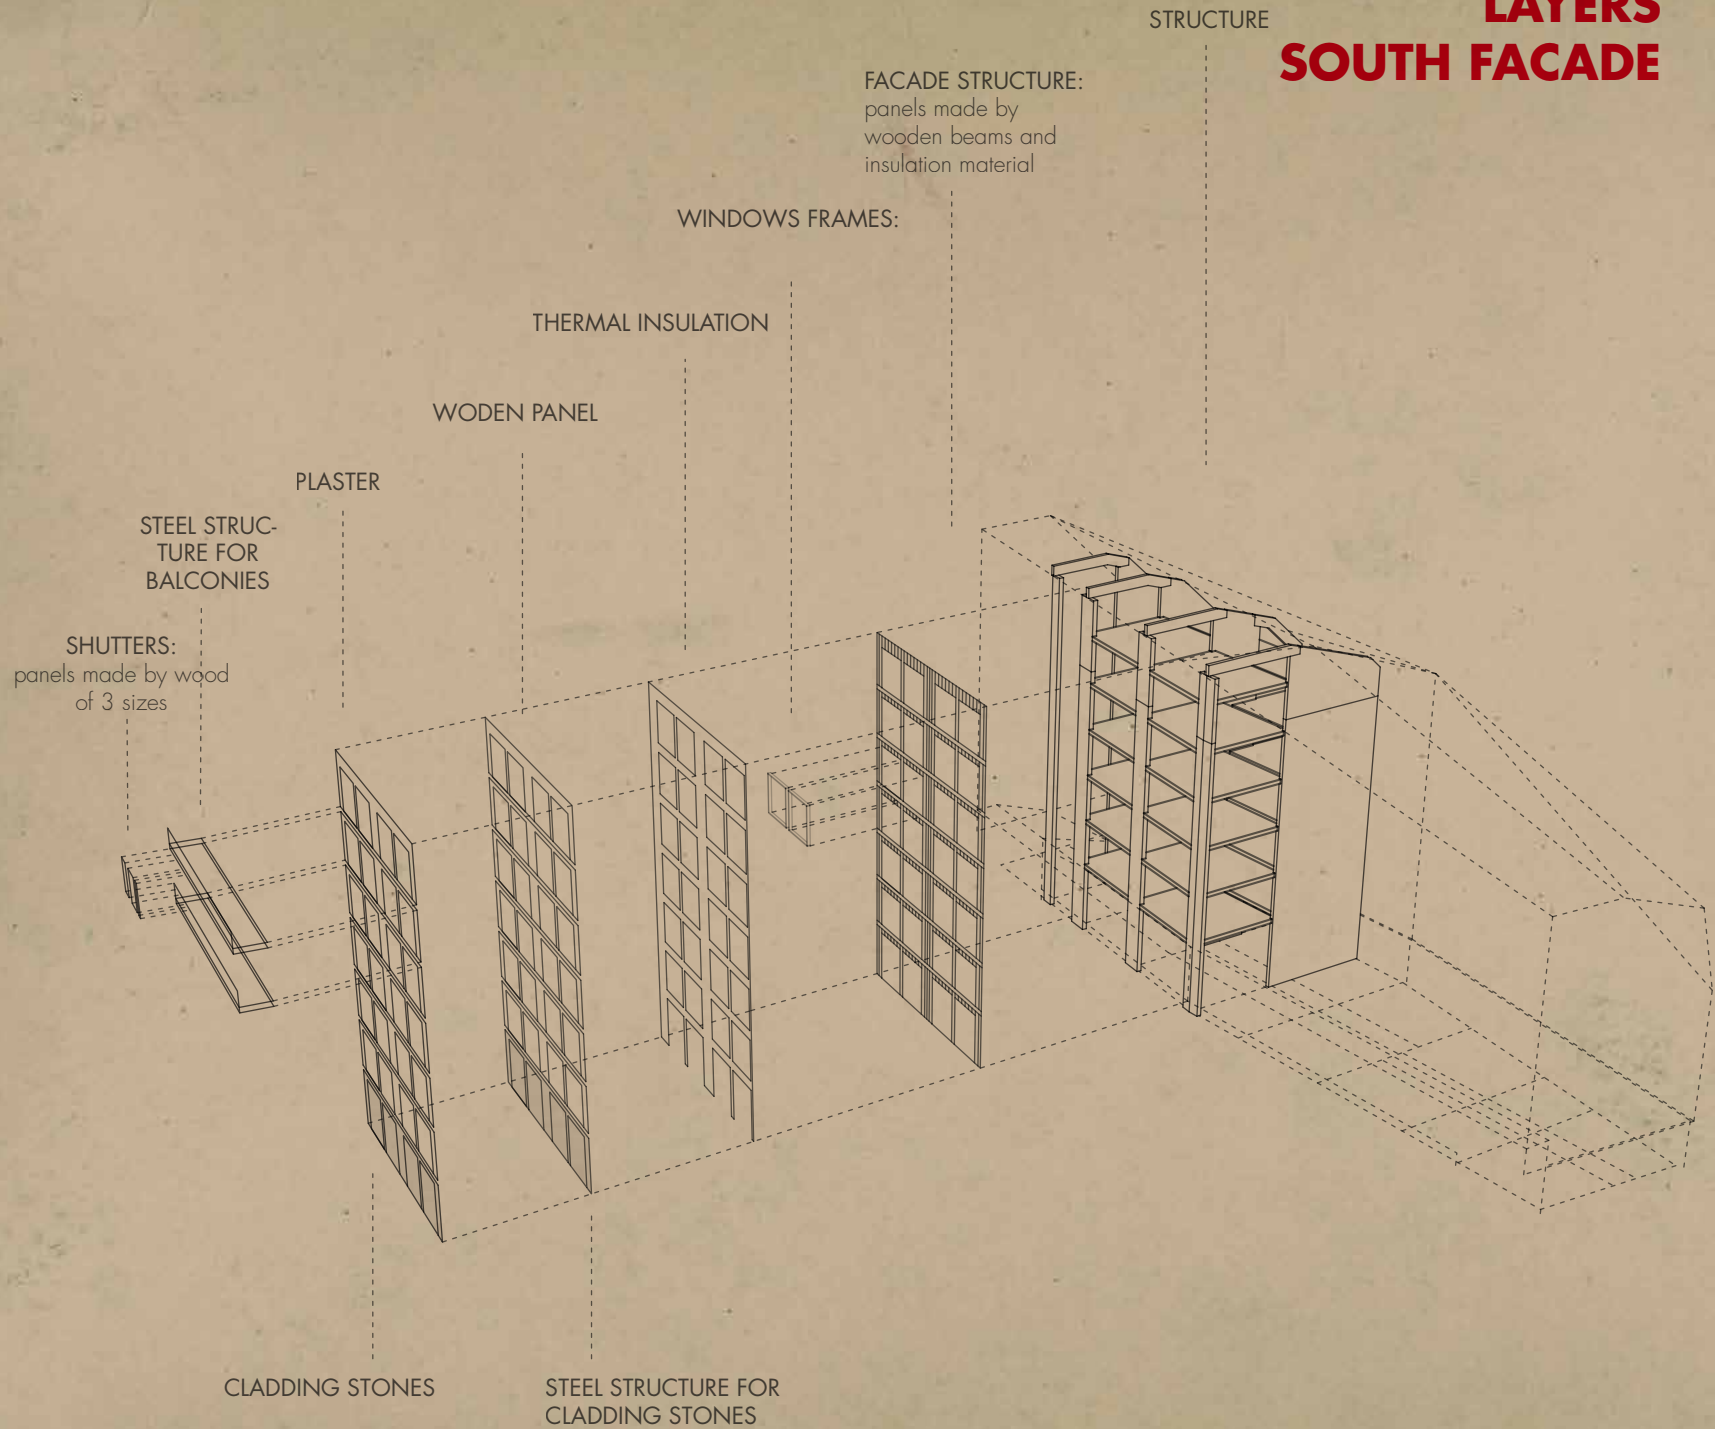 LAYERS
SOUTH FACADE
STRUCTURE
FACADE STRUCTURE:
panels made by
wooden beams and
insulation material
WINDOWS FRAMES:
THERMAL INSULATION
WODEN PANEL
PLASTER
STEEL STRUC-
TURE FOR
BALCONIES
SHUTTERS:
panels made by wood
of 3 sizes
CLADDING STONES
STEEL STRUCTURE FOR
CLADDING STONES